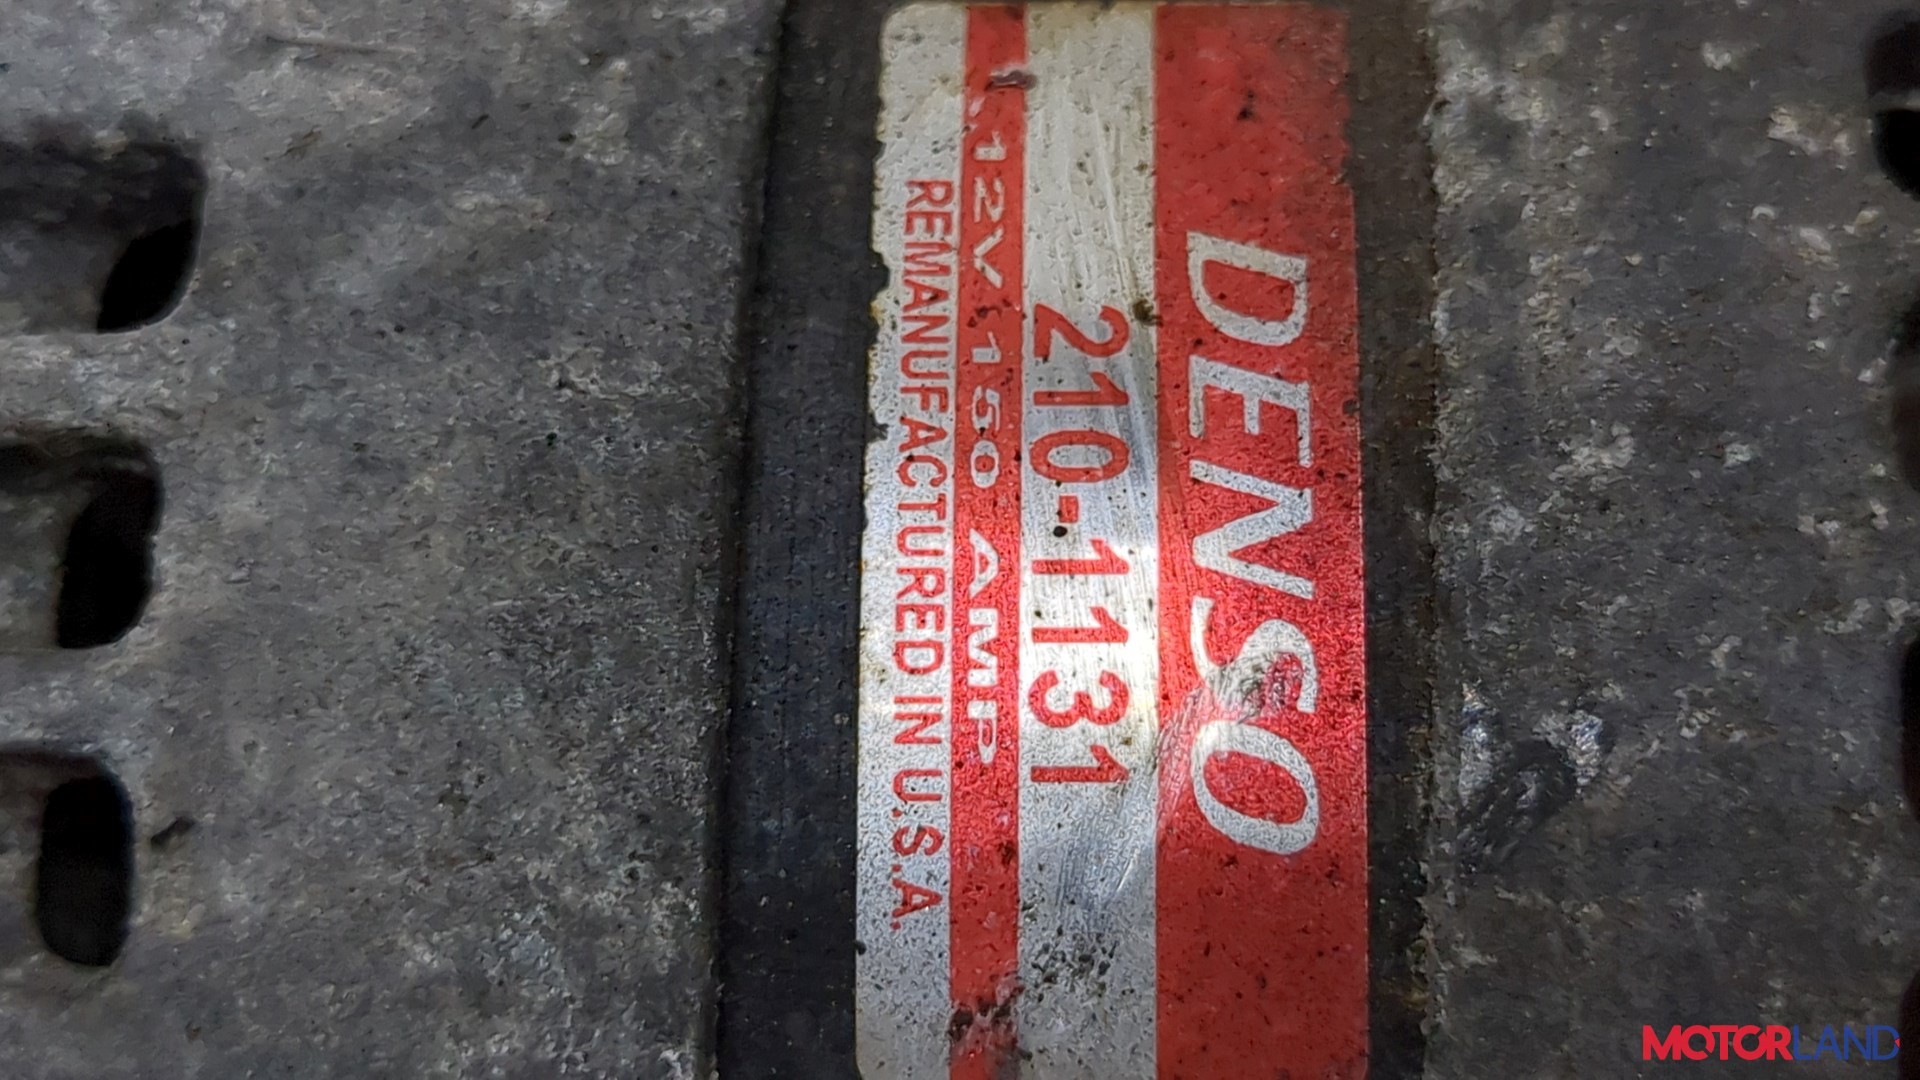 DENSO
210-1131
12V 150 AMP
REMANUFACTURED IN U.S.A.
MOTORLAND